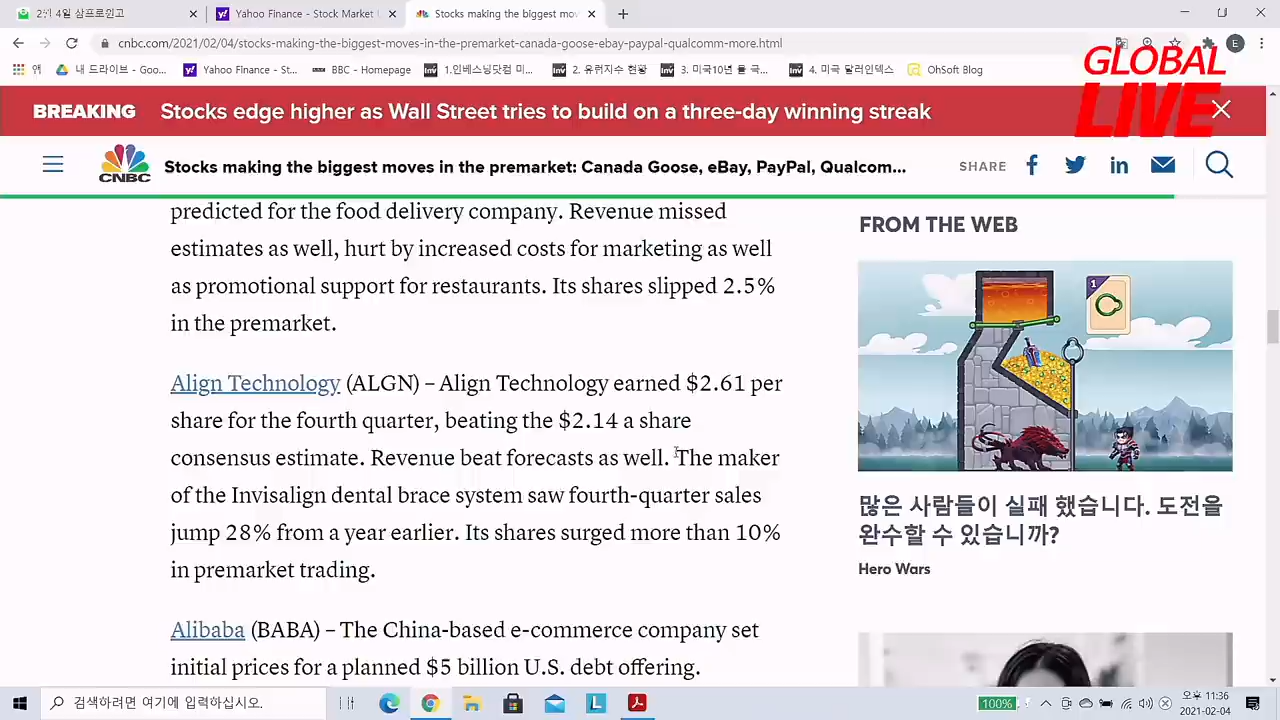 2월 4일 삼프로원고
Yahoo Finance - Stock Market L
Stocks making the biggest mov
cnbc.com/2021/02/04/stocks-making-the-biggest-moves-in-the-premarket-canada-goose-ebay-paypal-qualcomm-more.html
E
앱
내 드라이브 - Goo...
Yahoo Finance - St...
BBC - Homepage
1.인베스팅닷컴 미...
2. 유럽지수 현황
3. 미국10년 물 국...
4. 미국 달러인덱스
OhSoft Blog
GLOBAL
LIVE
BREAKING Stocks edge higher as Wall Street tries to build on a three-day winning streak
CNBC
Stocks making the biggest moves in the premarket: Canada Goose, eBay, PayPal, Qualcom...
SHARE
predicted for the food delivery company. Revenue missed
estimates as well, hurt by increased costs for marketing as well
as promotional support for restaurants. Its shares slipped 2.5%
in the premarket.
Align Technology (ALGN) – Align Technology earned $2.61 per
share for the fourth quarter, beating the $2.14 a share
consensus estimate. Revenue beat forecasts as well. The maker
of the Invisalign dental brace system saw fourth-quarter sales
jump 28% from a year earlier. Its shares surged more than 10%
in premarket trading.
Alibaba (BABA) – The China-based e-commerce company set
initial prices for a planned $5 billion U.S. debt offering.
FROM THE WEB
1
많은 사람들이 실패 했습니다. 도전을
완수할 수 있습니까?
Hero Wars
검색하려면 여기에 입력하십시오.
100%
오후 11:36
2021-02-04